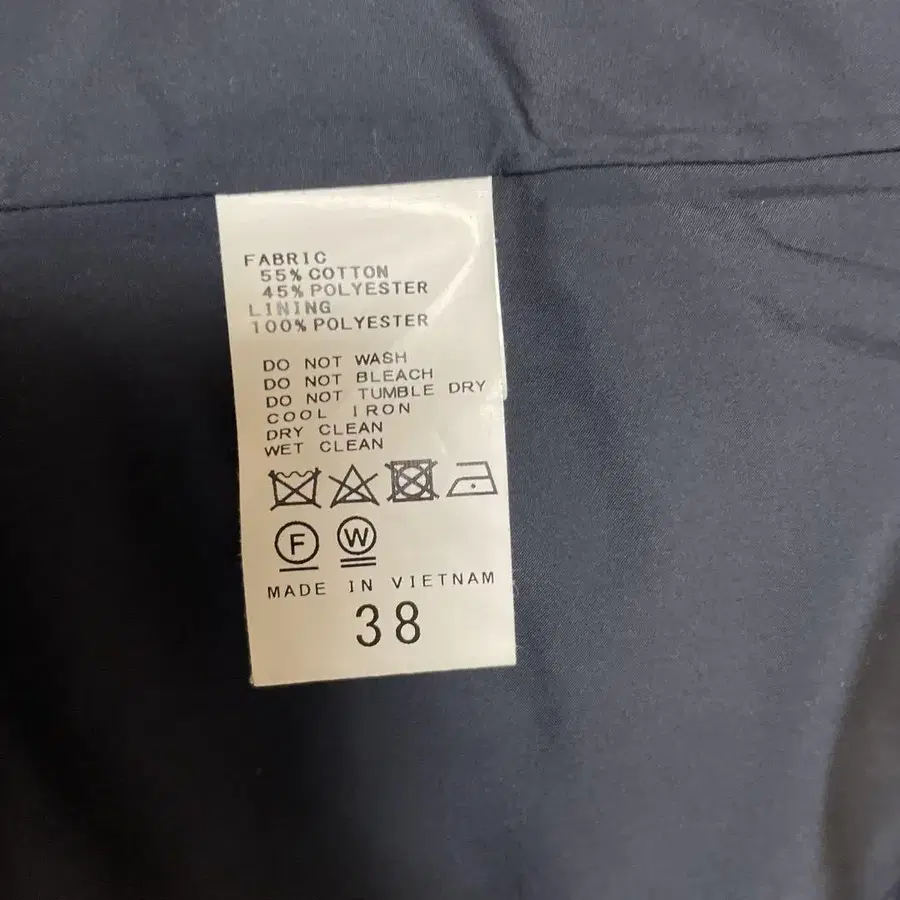 FABRIC
55% COTTON
45% POLYESTER
LINING
100% POLYESTER
DO NOT WASH
DO NOT BLEACH
DO NOT TUMBLE DRY
COOL IRON
DRY CLEAN
WET CLEAN
F W
MADE IN VIETNAM
38